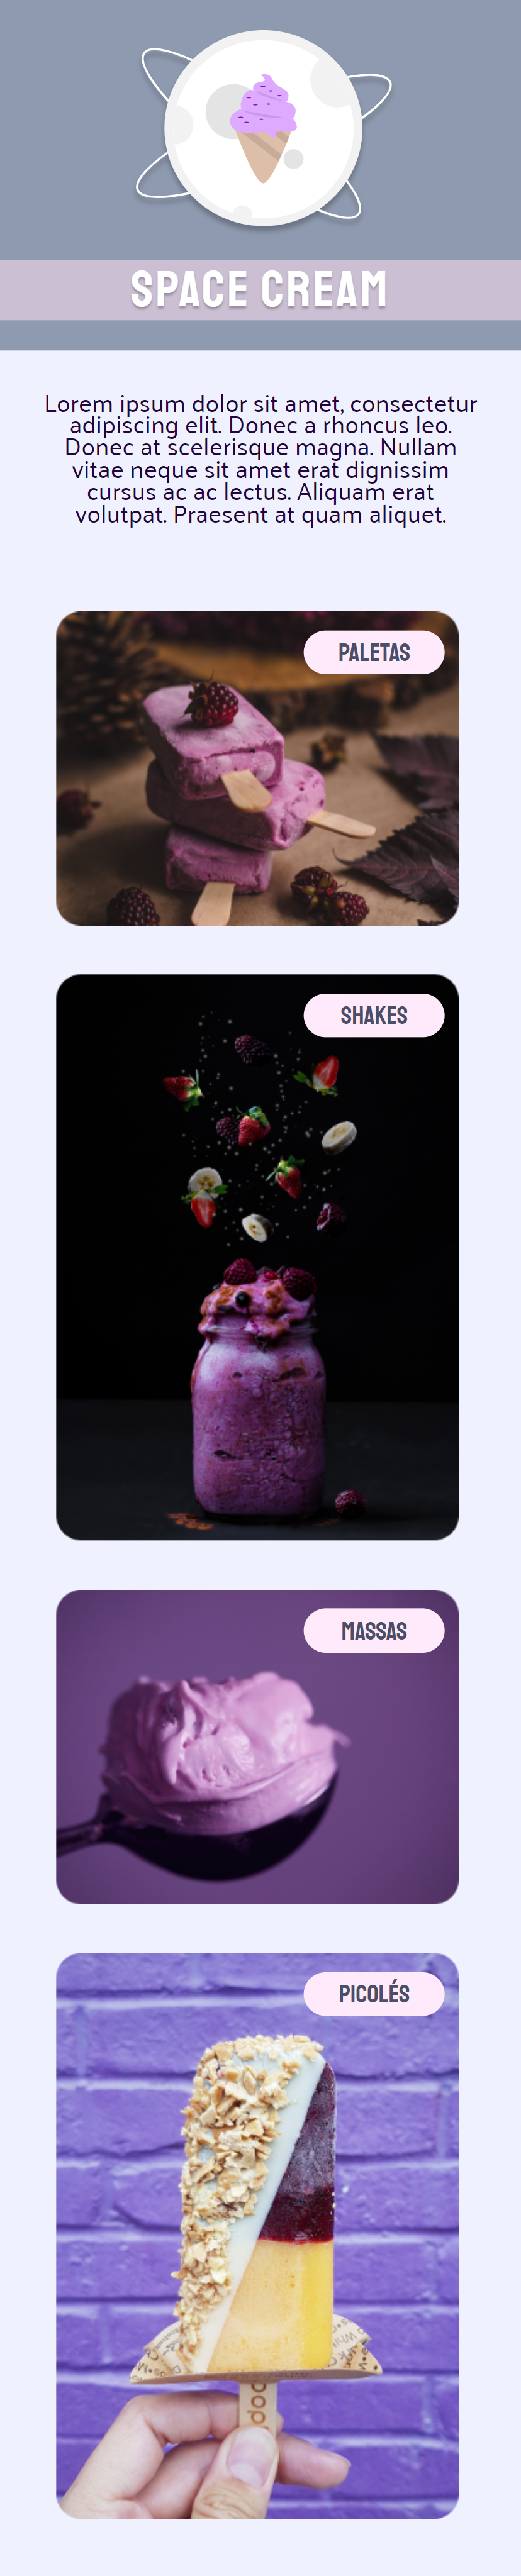 SPACE CREAM
Lorem ipsum dolor sit amet, consectetur
adipiscing elit. Donec a rhoncus leo.
Donec at scelerisque magna. Nullam
vitae neque sit amet erat dignissim
cursus ac ac lectus. Aliquam erat
volutpat. Praesent at quam aliquet.
PALETAS
SHAKES
MASSAS
PICOLÉS